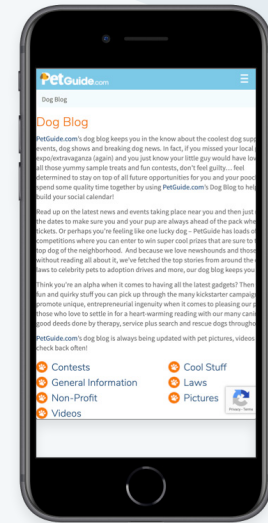 PetGuide.com
Dog Blog
Dog Blog
PetGuide.com's dog blog keeps you in the know about the coolest dog
events, dog shows and breaking dog news. In fact, if you missed your local
expo/extravaganza (again) and you just know your little guy would have
all those yummy sample treats and fun contests, don't feel guilty… feel
determined to stay on top of all future opportunities for you and your
spend some quality time together by using PetGuide.com's Dog Blog to
build your social calendar!
Read up on the latest news and events taking place near you and then just
the dates to make sure you and your pup are always ahead of the pack
tickets. Or perhaps you're feeling like one lucky dog – PetGuide has loads
competitions where you can enter to win super cool prizes that are sure to
top dog of the neighborhood. And because we love newshounds and
without reading all about it, we've fetched the top stories from around the
laws to celebrity pets to adoption drives and more, our dog blog keeps you
Think you're an alpha when it comes to having all the latest gadgets? Then
fun and quirky stuff you can pick up through the many kickstarter
promote unique, entrepreneurial ingenuity when it comes to pleasing our
those who love to settle in for a heart-warming reading with our many
good deeds done by therapy, service plus search and rescue dogs
PetGuide.com's dog blog is always being updated with pet pictures, videos
check back often!
Contests
Cool Stuff
General Information
Laws
Non-Profit
Pictures
Videos
Privacy - Terms